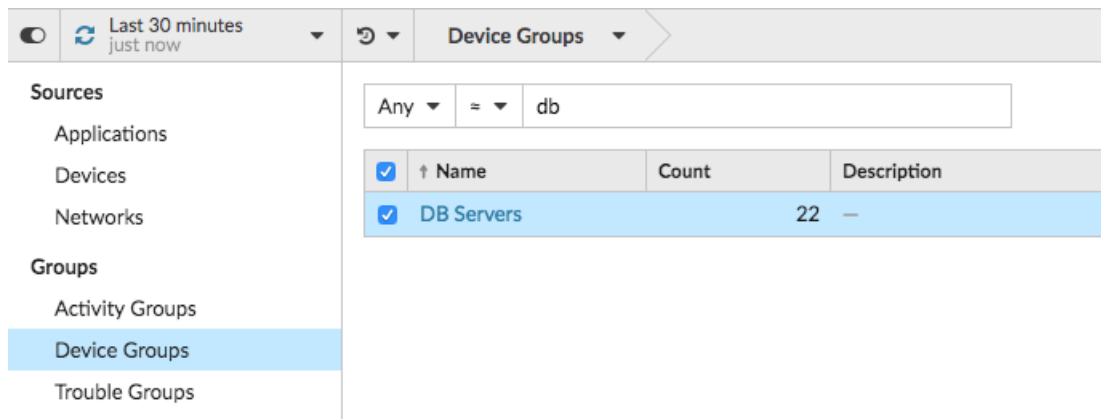 Last 30 minutes
just now
Device Groups
Sources
Applications
Devices
Networks
Groups
Activity Groups
Device Groups
Trouble Groups
Any ≈ db
↑ Name Count Description
DB Servers 22 —